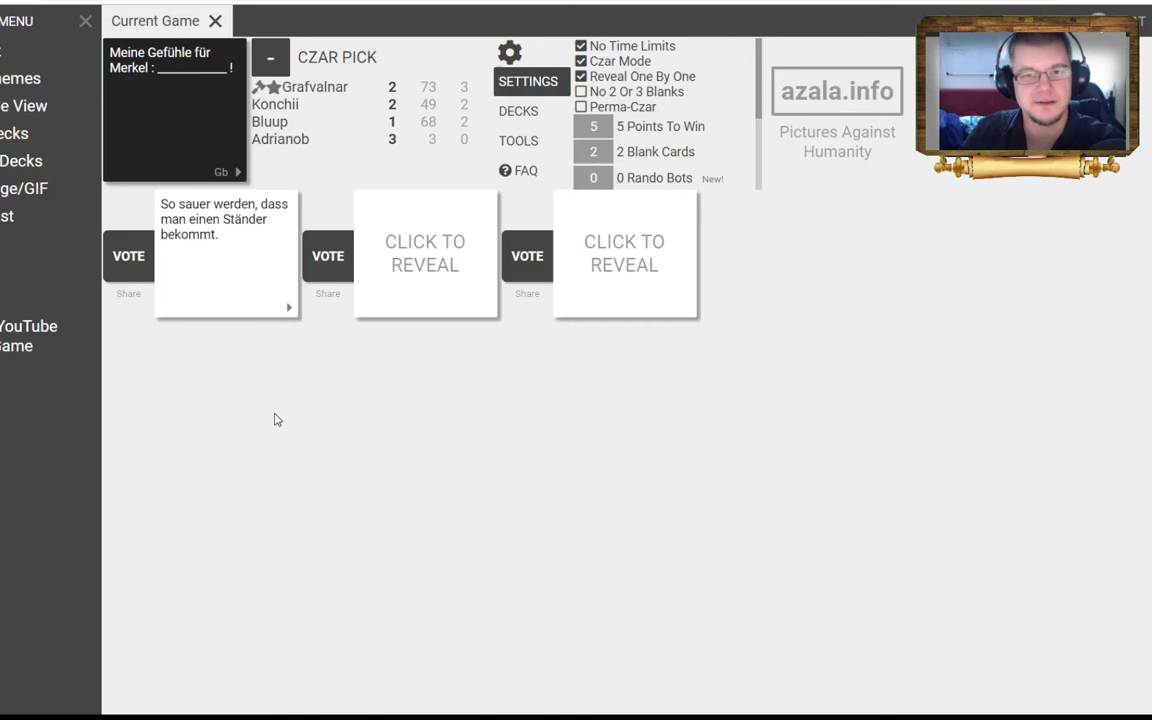 MENU
Current Game
emes
e View
ecks
Decks
ge/GIF
st
YouTube
Game
Meine Gefühle für
Merkel : __________ !
Gb
-
CZAR PICK
Grafvalnar 2 73 3
Konchii 2 49 2
Bluup 1 68 2
Adrianob 3 3 0
SETTINGS
DECKS
TOOLS
FAQ
No Time Limits
Czar Mode
Reveal One By One
No 2 Or 3 Blanks
Perma-Czar
5 5 Points To Win
2 2 Blank Cards
0 0 Rando Bots New!
azala.info
Pictures Against
Humanity
VOTE
Share
So sauer werden, dass
man einen Ständer
bekommt.
VOTE
Share
CLICK TO
REVEAL
VOTE
Share
CLICK TO
REVEAL